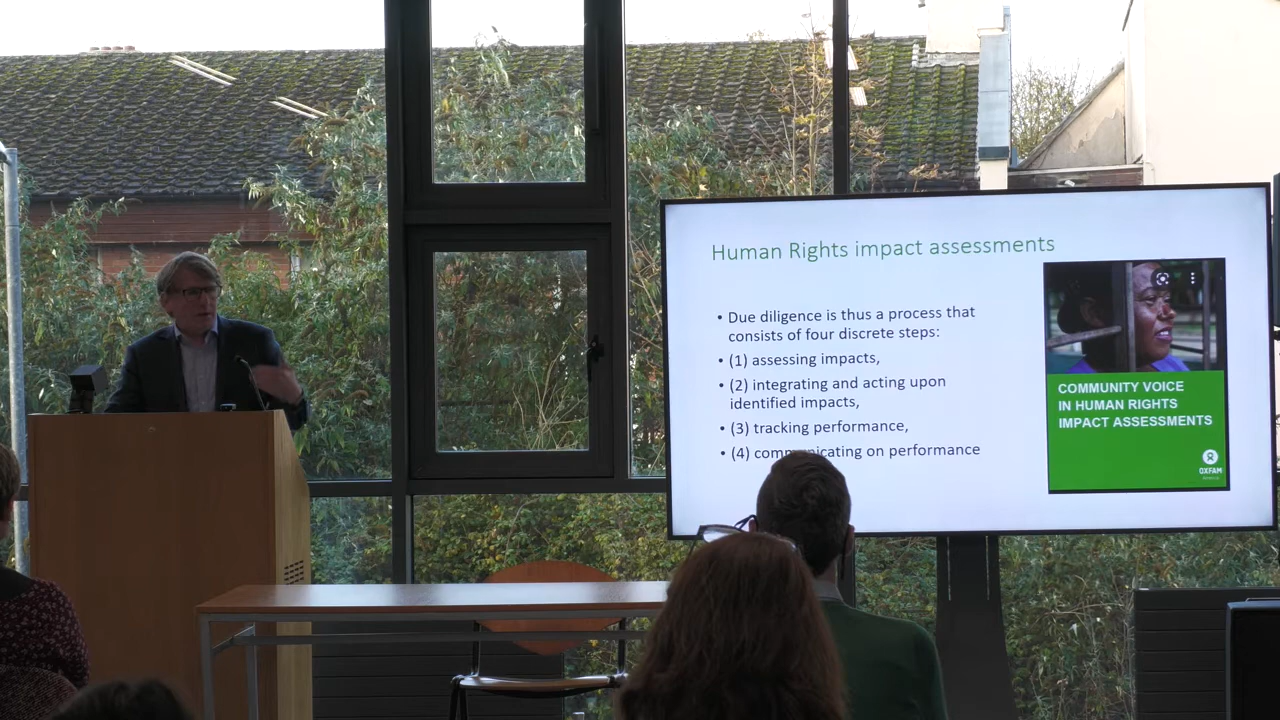 Human Rights impact assessments
• Due diligence is thus a process that
consists of four discrete steps:
• (1) assessing impacts,
• (2) integrating and acting upon
identified impacts,
• (3) tracking performance,
• (4) communicating on performance
COMMUNITY VOICE
IN HUMAN RIGHTS
IMPACT ASSESSMENTS
OXFAM